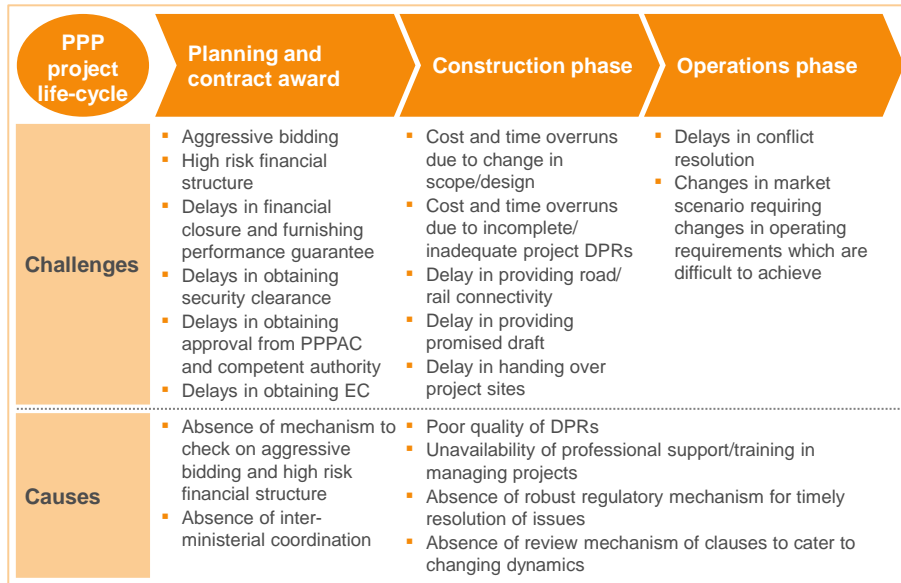 PPP
project
life-cycle
Planning and
contract award
Construction phase
Operations phase
Challenges
▪ Aggressive bidding
▪ High risk financial
structure
▪ Delays in financial
closure and furnishing
performance guarantee
▪ Delays in obtaining
security clearance
▪ Delays in obtaining
approval from PPPAC
and competent authority
▪ Delays in obtaining EC
▪ Cost and time overruns
due to change in
scope/design
▪ Cost and time overruns
due to incomplete/
inadequate project DPRs
▪ Delay in providing road/
rail connectivity
▪ Delay in providing
promised draft
▪ Delay in handing over
project sites
▪ Delays in conflict
resolution
▪ Changes in market
scenario requiring
changes in operating
requirements which are
difficult to achieve
Causes
▪ Absence of mechanism to
check on aggressive
bidding and high risk
financial structure
▪ Absence of inter-
ministerial coordination
▪ Poor quality of DPRs
▪ Unavailability of professional support/training in
managing projects
▪ Absence of robust regulatory mechanism for timely
resolution of issues
▪ Absence of review mechanism of clauses to cater to
changing dynamics